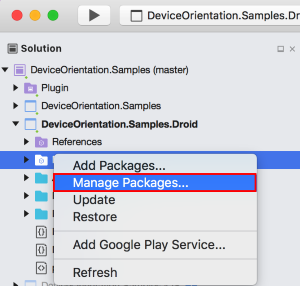 DeviceOrientation.Samples.Droid
Solution
DeviceOrientation.Samples (master)
Plugin
DeviceOrientation.Samples
DeviceOrientation.Samples.Droid
References
Add Packages...
Manage Packages...
Update
Restore
Add Google Play Service...
Refresh